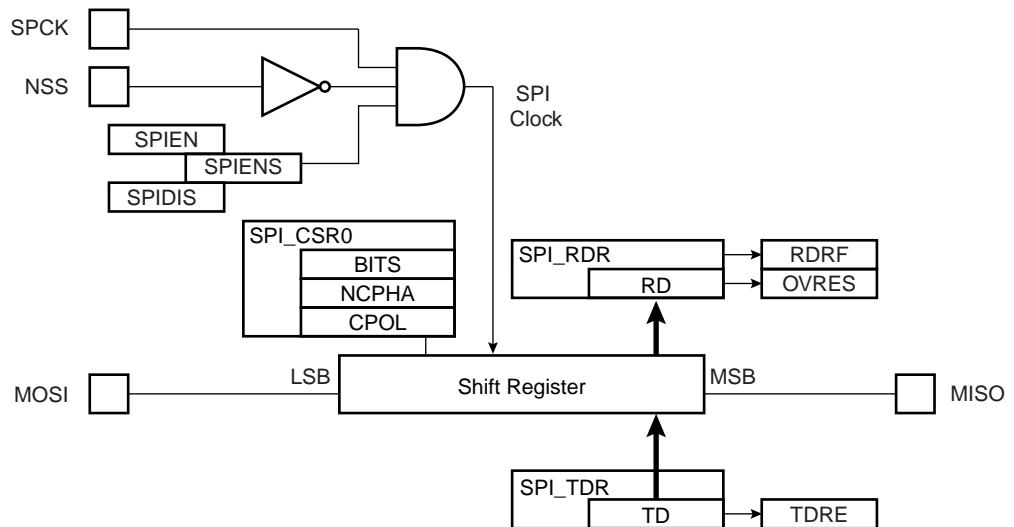 SPCK
NSS
SPI
Clock
SPIEN
SPIENS
SPIDIS
SPI_CSR0
BITS
NCPHA
CPOL
SPI_RDR
RD
RDRF
OVRES
MOSI
LSB
Shift Register
MSB
MISO
SPI_TDR
TD
TDRE